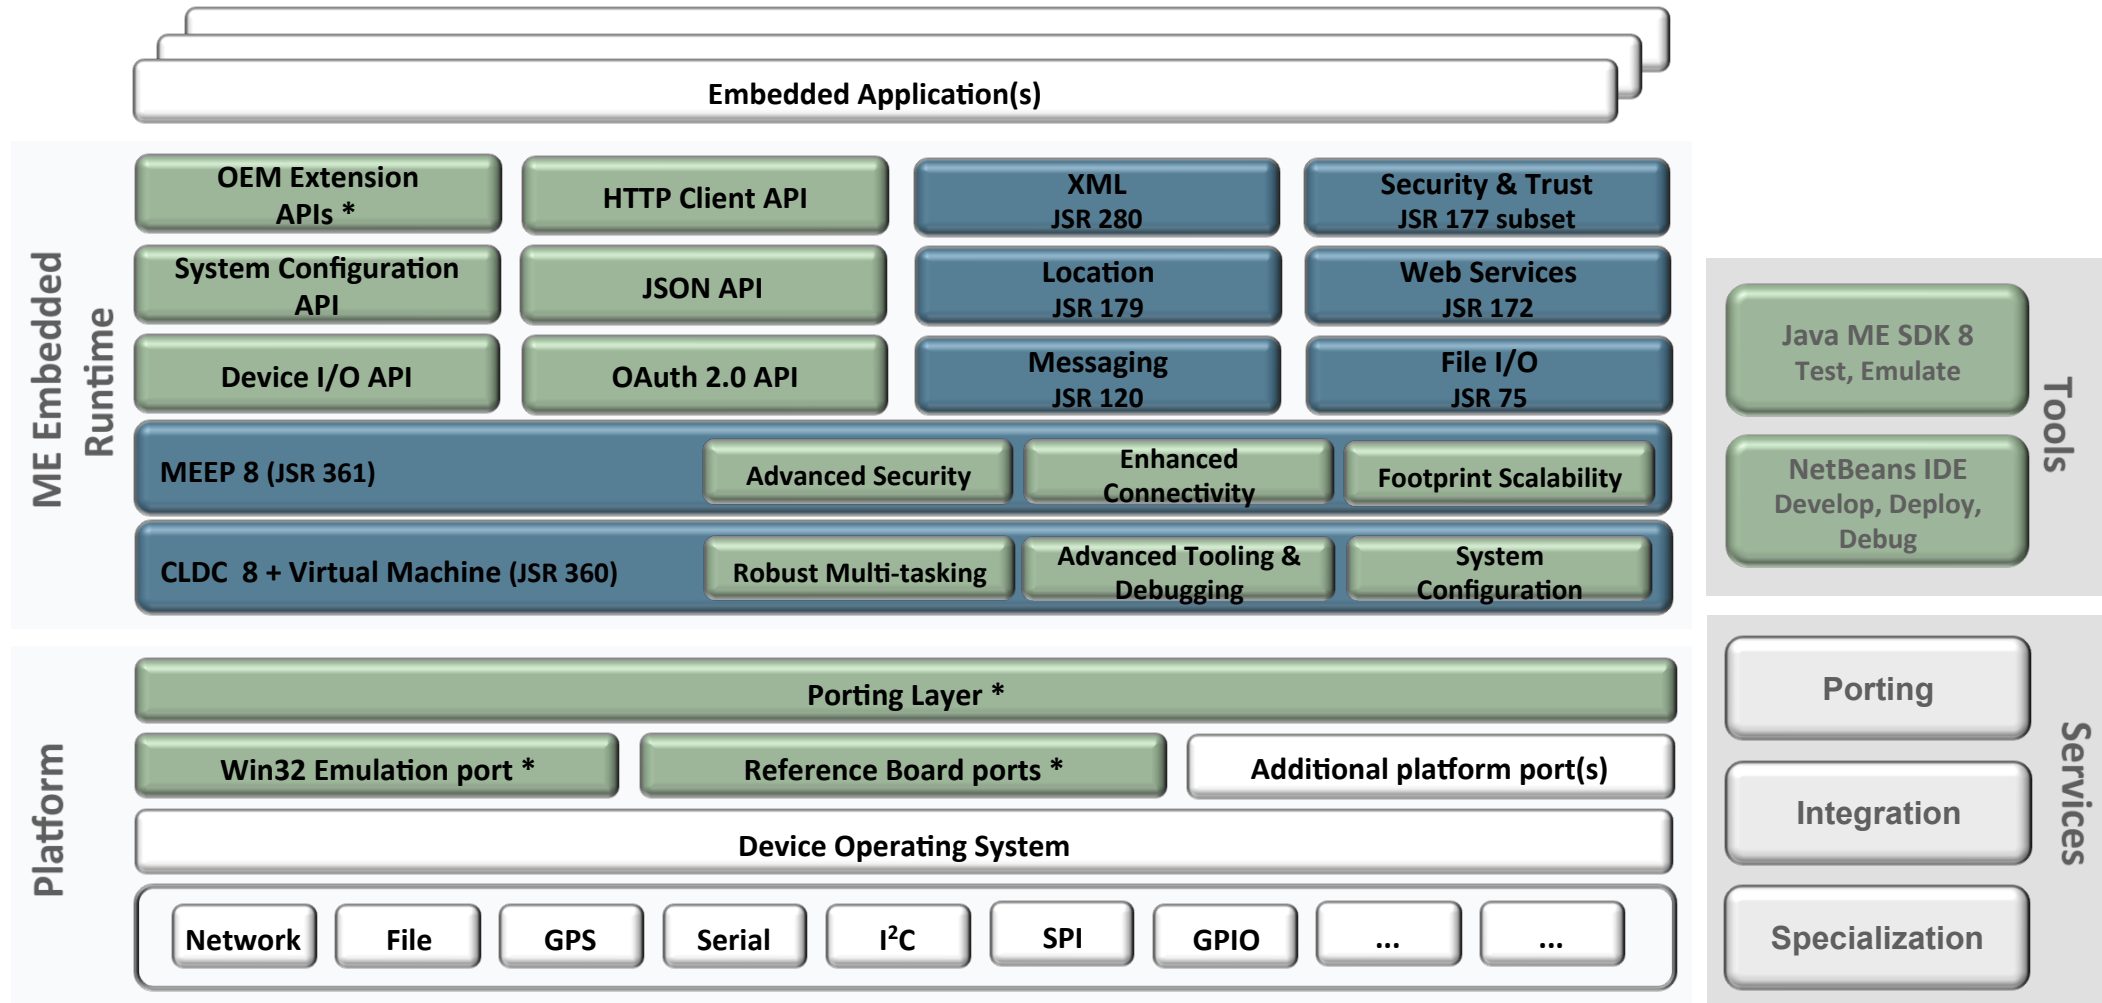 Embedded Application(s)
ME Embedded
Runtime
OEM Extension
APIs *
HTTP Client API
XML
JSR 280
Security & Trust
JSR 177 subset
System Configuration
API
JSON API
Location
JSR 179
Web Services
JSR 172
Device I/O API
OAuth 2.0 API
Messaging
JSR 120
File I/O
JSR 75
MEEP 8 (JSR 361)
Advanced Security
Enhanced
Connectivity
Footprint Scalability
CLDC 8 + Virtual Machine (JSR 360)
Robust Multi-tasking
Advanced Tooling &
Debugging
System
Configuration
Platform
Porting Layer *
Win32 Emulation port *
Reference Board ports *
Additional platform port(s)
Device Operating System
Network
File
GPS
Serial
I²C
SPI
GPIO
...
...
Tools
Java ME SDK 8
Test, Emulate
NetBeans IDE
Develop, Deploy,
Debug
Services
Porting
Integration
Specialization